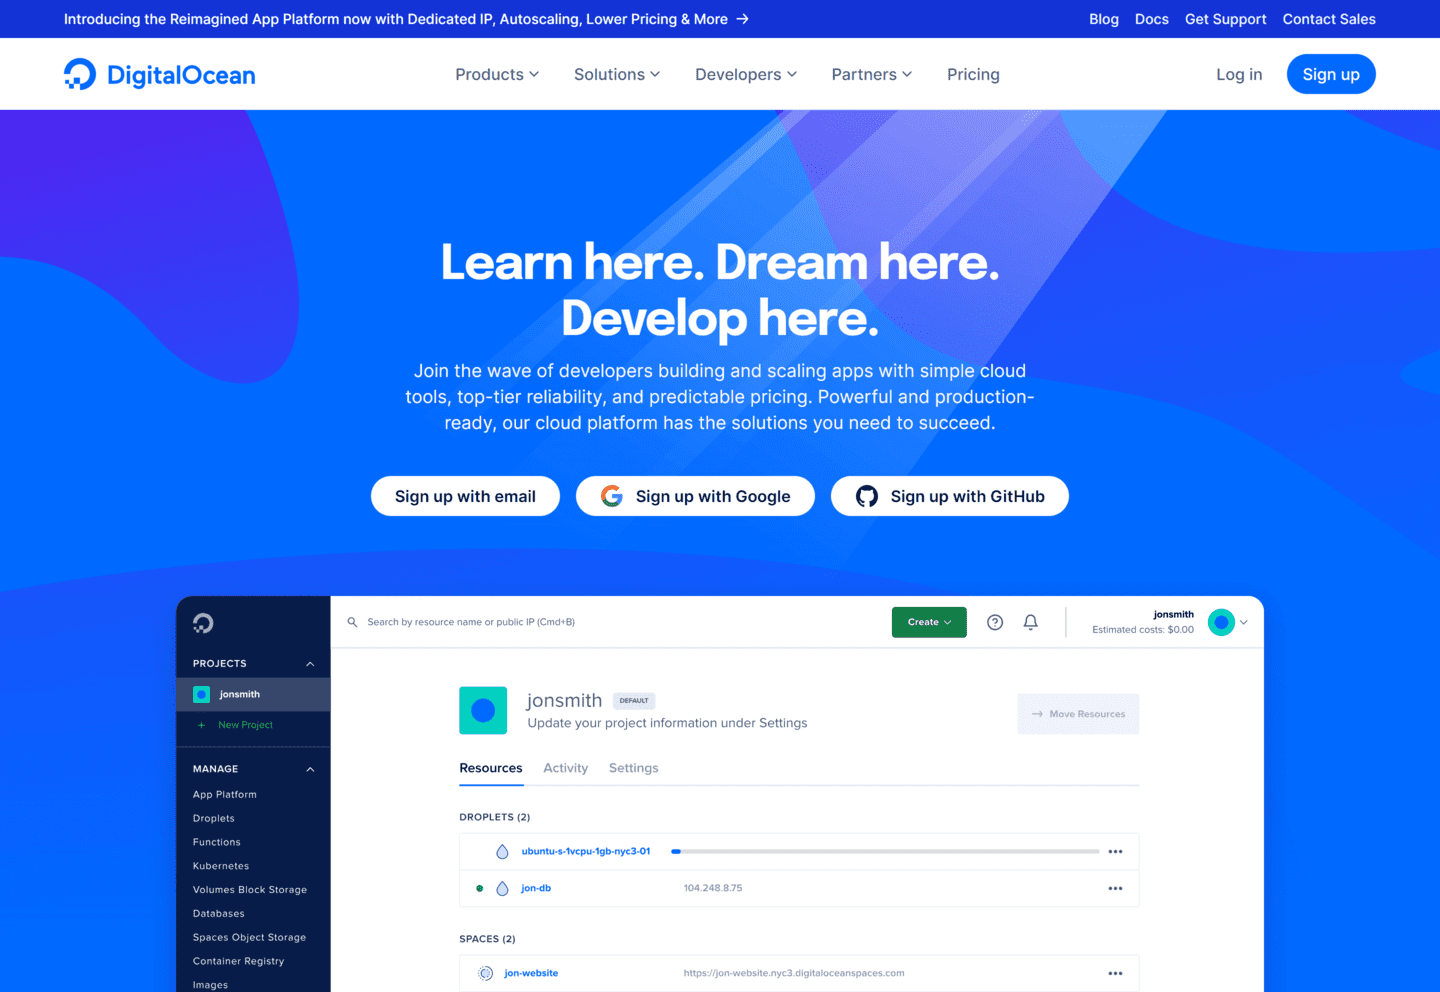 Introducing the Reimagined App Platform now with Dedicated IP, Autoscaling, Lower Pricing & More →
Blog Docs Get Support Contact Sales
DigitalOcean
Products Solutions Developers Partners Pricing
Log in Sign up
Learn here. Dream here.
Develop here.
Join the wave of developers building and scaling apps with simple cloud
tools, top-tier reliability, and predictable pricing. Powerful and production-
ready, our cloud platform has the solutions you need to succeed.
Sign up with email Sign up with Google Sign up with GitHub
Search by resource name or public IP (Cmd+B)
Create
jonsmith
Estimated costs: $0.00
PROJECTS
jonsmith
+ New Project
MANAGE
App Platform
Droplets
Functions
Kubernetes
Volumes Block Storage
Databases
Spaces Object Storage
Container Registry
Images
jonsmith DEFAULT
Update your project information under Settings
→ Move Resources
Resources Activity Settings
DROPLETS (2)
ubuntu-s-1vcpu-1gb-nyc3-01
jon-db 104.248.8.75
SPACES (2)
jon-website https://jon-website.nyc3.digitaloceanspaces.com